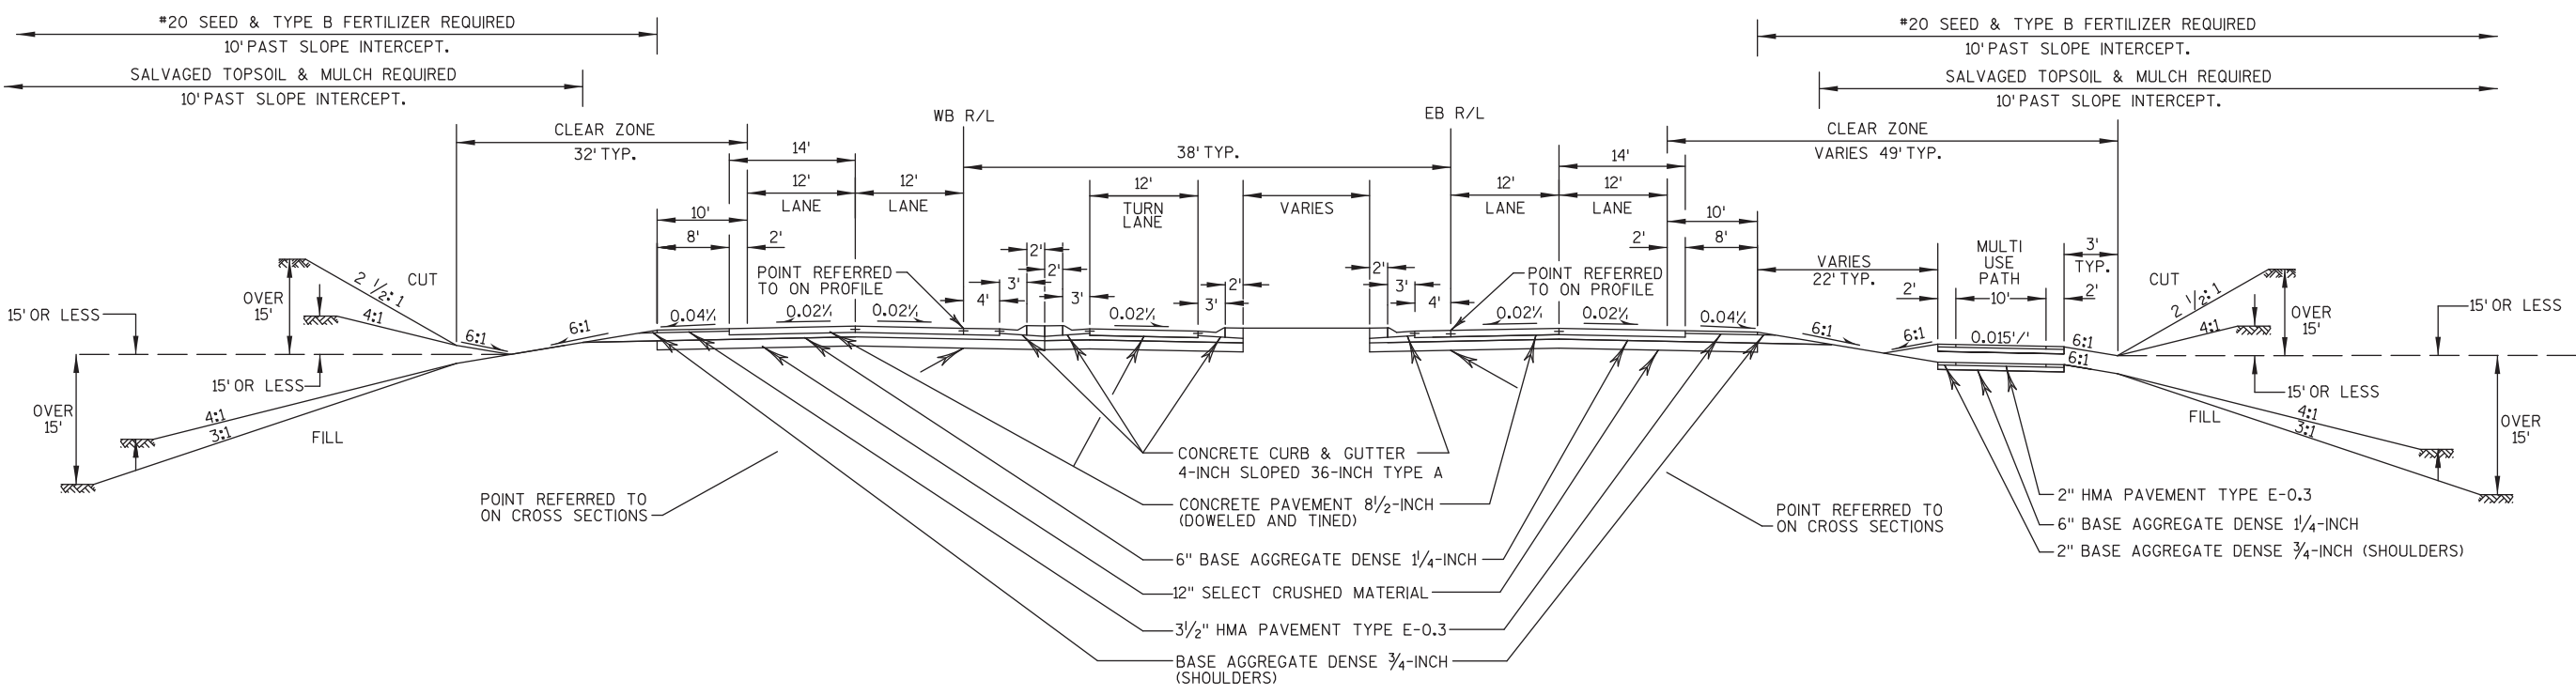 #20 SEED & TYPE B FERTILIZER REQUIRED
10' PAST SLOPE INTERCEPT.
SALVAGED TOPSOIL & MULCH REQUIRED
10' PAST SLOPE INTERCEPT.
#20 SEED & TYPE B FERTILIZER REQUIRED
10' PAST SLOPE INTERCEPT.
SALVAGED TOPSOIL & MULCH REQUIRED
10' PAST SLOPE INTERCEPT.
CLEAR ZONE
32' TYP.
WB R/L
38' TYP.
EB R/L
CLEAR ZONE
VARIES 49' TYP.
14'
12'
LANE
12'
LANE
10'
8'
2'
12'
TURN
LANE
VARIES
12'
LANE
14'
12'
LANE
10'
2'
8'
VARIES
22' TYP.
MULTI
USE
PATH
3'
TYP.
2'
10'
2'
POINT REFERRED
TO ON PROFILE
4'
3'
2'
2'
3'
3'
2'
2'
3'
4'
POINT REFERRED
TO ON PROFILE
15' OR LESS
OVER
15'
2 1/2:1
CUT
4:1
6:1
6:1
0.04'/'
0.02'/'
0.02'/'
0.02'/'
0.02'/'
0.02'/'
0.04'/'
6:1
6:1
0.015'/'
6:1
6:1
2 1/2:1
CUT
4:1
OVER
15'
15' OR LESS
15' OR LESS
OVER
15'
4:1
3:1
FILL
15' OR LESS
4:1
3:1
FILL
OVER
15'
POINT REFERRED TO
ON CROSS SECTIONS
CONCRETE CURB & GUTTER
4-INCH SLOPED 36-INCH TYPE A
CONCRETE PAVEMENT 8 1/2-INCH
(DOWELED AND TINED)
6" BASE AGGREGATE DENSE 1 1/4-INCH
12" SELECT CRUSHED MATERIAL
3 1/2" HMA PAVEMENT TYPE E-0.3
BASE AGGREGATE DENSE 3/4-INCH
(SHOULDERS)
POINT REFERRED TO
ON CROSS SECTIONS
2" HMA PAVEMENT TYPE E-0.3
6" BASE AGGREGATE DENSE 1 1/4-INCH
2" BASE AGGREGATE DENSE 3/4-INCH (SHOULDERS)